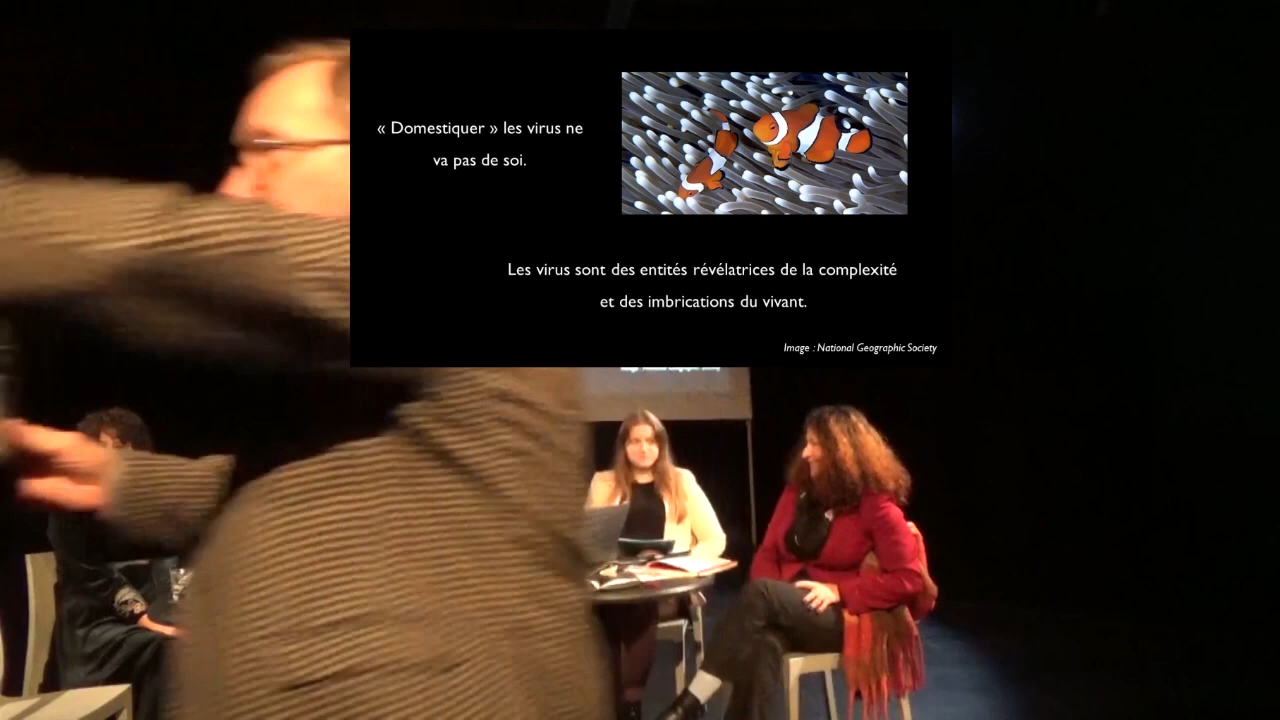 « Domestiquer » les virus ne
va pas de soi.
Les virus sont des entités révélatrices de la complexité
et des imbrications du vivant.
Image : National Geographic Society